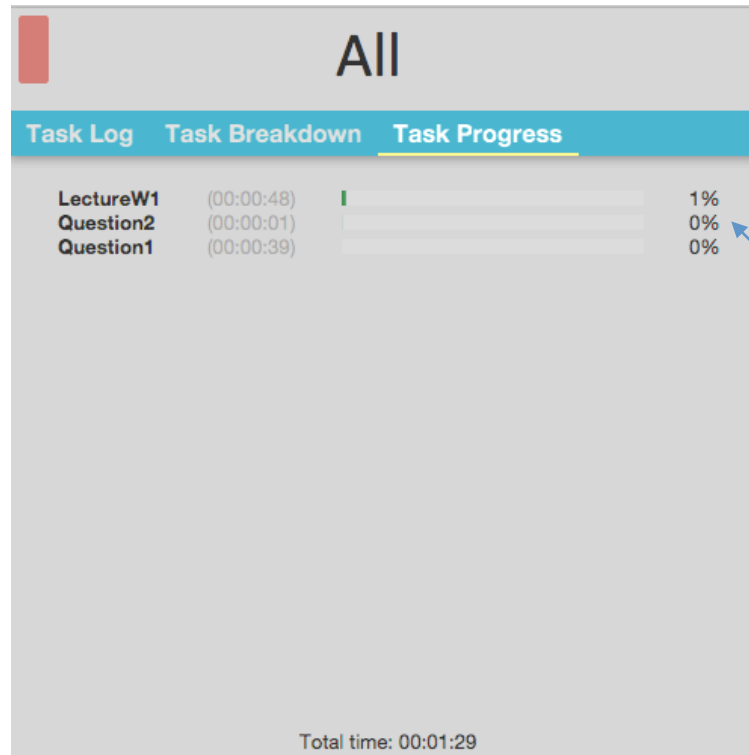 All
Task Log Task Breakdown Task Progress
LectureW1 (00:00:48) 1%
Question2 (00:00:01) 0%
Question1 (00:00:39) 0%
Total time: 00:01:29